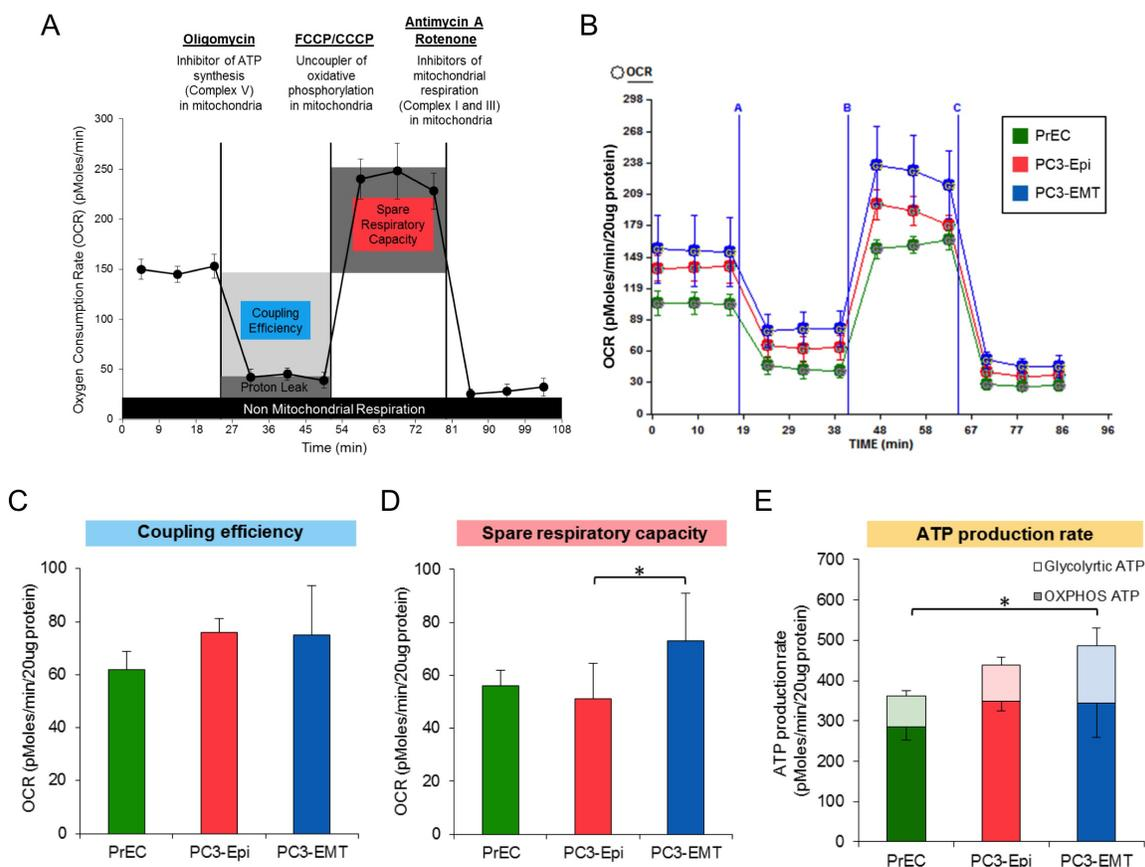 A
Oligomycin
Inhibitor of ATP
synthesis
(Complex V)
in mitochondria
FCCP/CCCP
Uncoupler of
oxidative
phosphorylation
in mitochondria
Antimycin A
Rotenone
Inhibitors of
mitochondrial
respiration
(Complex I and III)
in mitochondria
Oxygen Consumption Rate (OCR) (pMoles/min)
300
250
200
150
100
50
0
Spare
Respiratory
Capacity
Coupling
Efficiency
Proton Leak
Non Mitochondrial Respiration
0 9 18 27 36 45 54 63 72 81 90 99 108
Time (min)
B
OCR
OCR (pMoles/min/20ug protein)
298
268
238
209
179
149
119
89
60
30
0
A B C
PrEC
PC3-Epi
PC3-EMT
0 10 19 29 38 48 58 67 77 86 96
TIME (min)
C
Coupling efficiency
OCR (pMoles/min/20ug protein)
100
80
60
40
20
0
PrEC PC3-Epi PC3-EMT
D
Spare respiratory capacity
OCR (pMoles/min/20ug protein)
100
80
60
40
20
0
*
PrEC PC3-Epi PC3-EMT
E
ATP production rate
Glycolyrtic ATP
OXPHOS ATP
ATP production rate
(pMoles/min/20ug protein)
700
600
500
400
300
200
100
0
*
PrEC PC3-Epi PC3-EMT